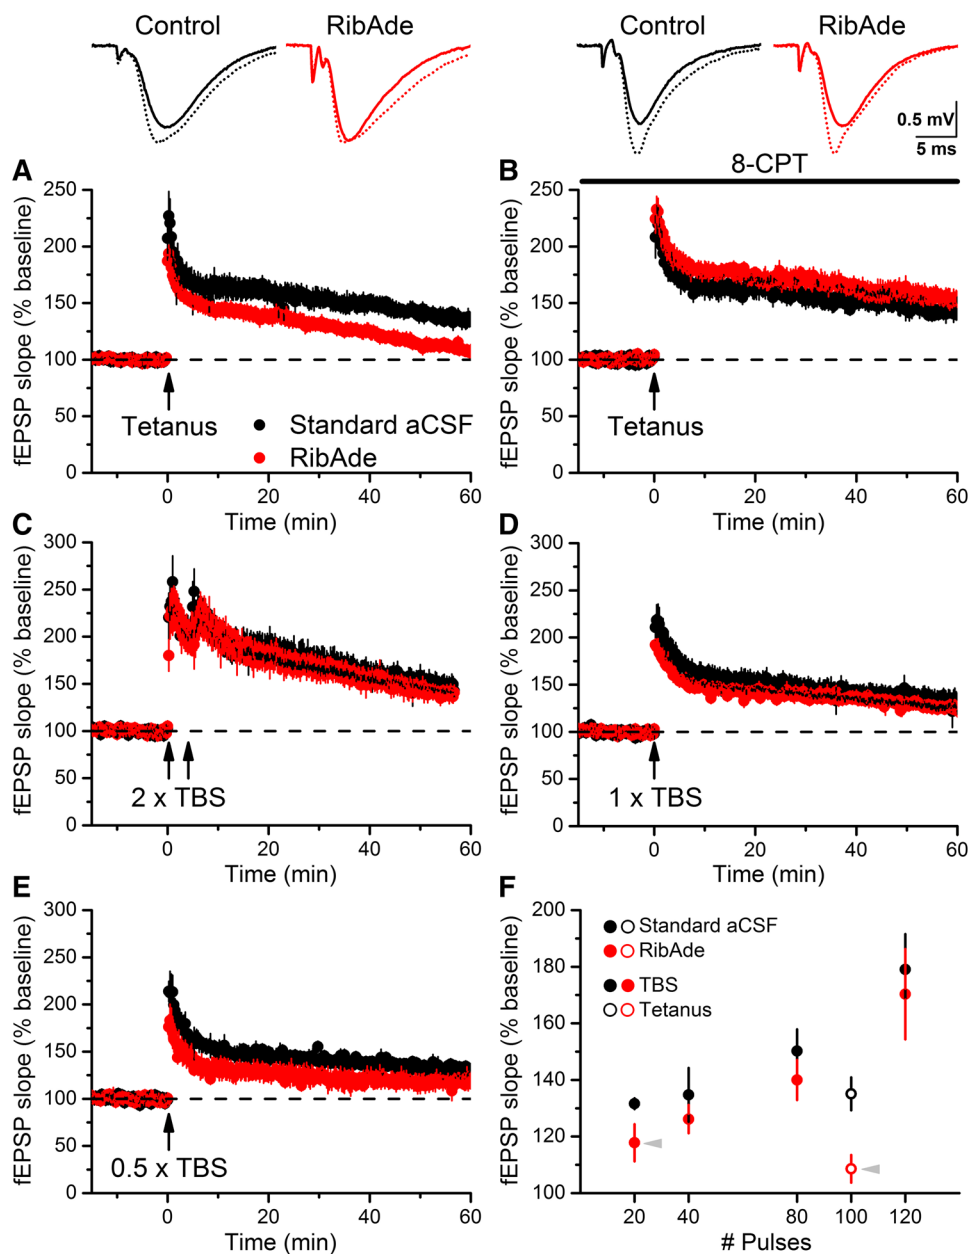 Control RibAde Control RibAde
0.5 mV
5 ms
A B
8-CPT
fEPSP slope (% baseline)
250
200
150
100
50
0
Tetanus
Standard aCSF
RibAde
0 20 40 60
Time (min)
fEPSP slope (% baseline)
250
200
150
100
50
0
Tetanus
0 20 40 60
Time (min)
C
fEPSP slope (% baseline)
300
250
200
150
100
50
0
2 x TBS
0 20 40 60
Time (min)
D
fEPSP slope (% baseline)
300
250
200
150
100
50
0
1 x TBS
0 20 40 60
Time (min)
E
fEPSP slope (% baseline)
300
250
200
150
100
50
0
0.5 x TBS
0 20 40 60
Time (min)
F
fEPSP slope (% baseline)
200
180
160
140
120
100
Standard aCSF
RibAde
TBS
Tetanus
20 40 80 100 120
# Pulses